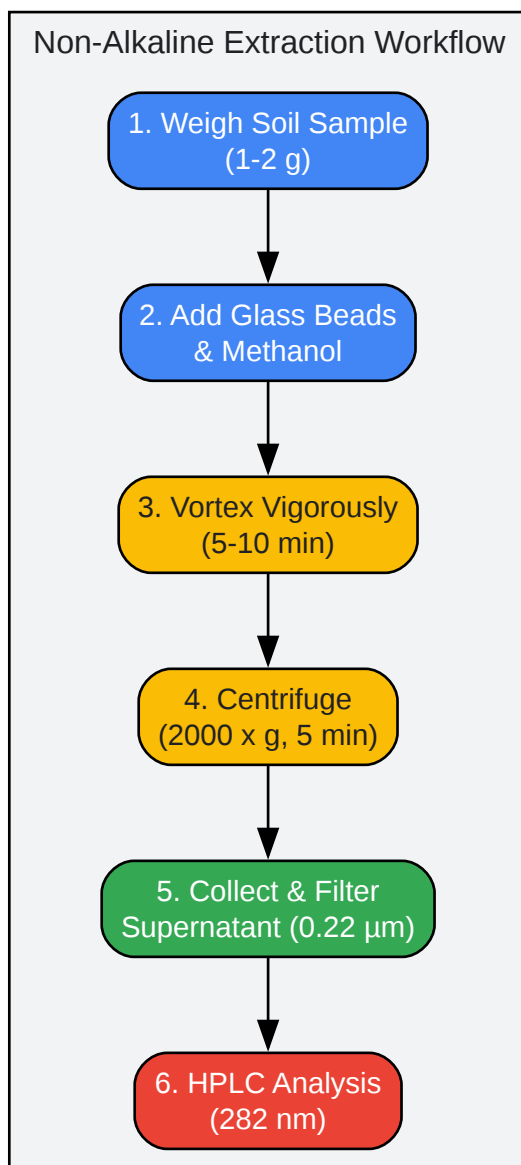 Non-Alkaline Extraction Workflow
1. Weigh Soil Sample
(1-2 g)
2. Add Glass Beads
& Methanol
3. Vortex Vigorously
(5-10 min)
4. Centrifuge
(2000 x g, 5 min)
5. Collect & Filter
Supernatant (0.22 µm)
6. HPLC Analysis
(282 nm)